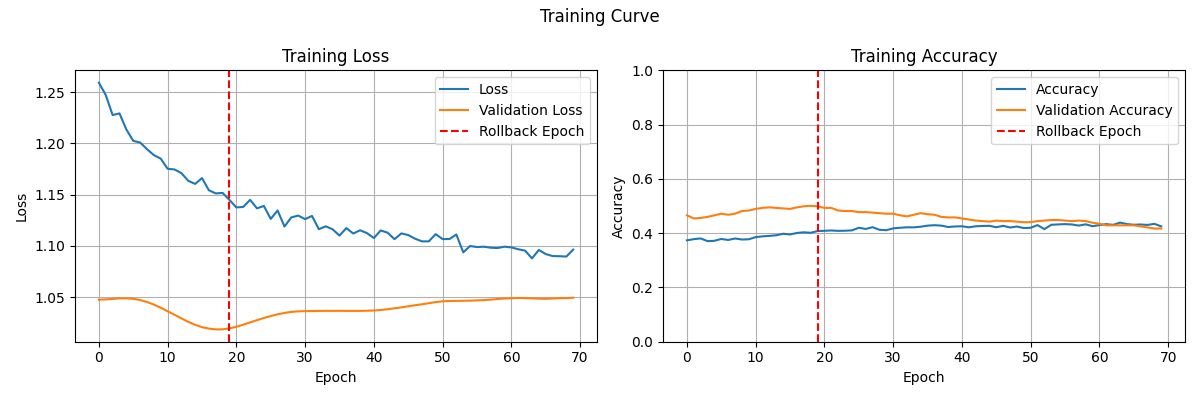 Training Curve
Training Loss
Loss
1.25
1.20
1.15
1.10
1.05
Loss
Validation Loss
Rollback Epoch
0 10 20 30 40 50 60 70
Epoch
Training Accuracy
Accuracy
1.0
0.8
0.6
0.4
0.2
0.0
Accuracy
Validation Accuracy
Rollback Epoch
0 10 20 30 40 50 60 70
Epoch